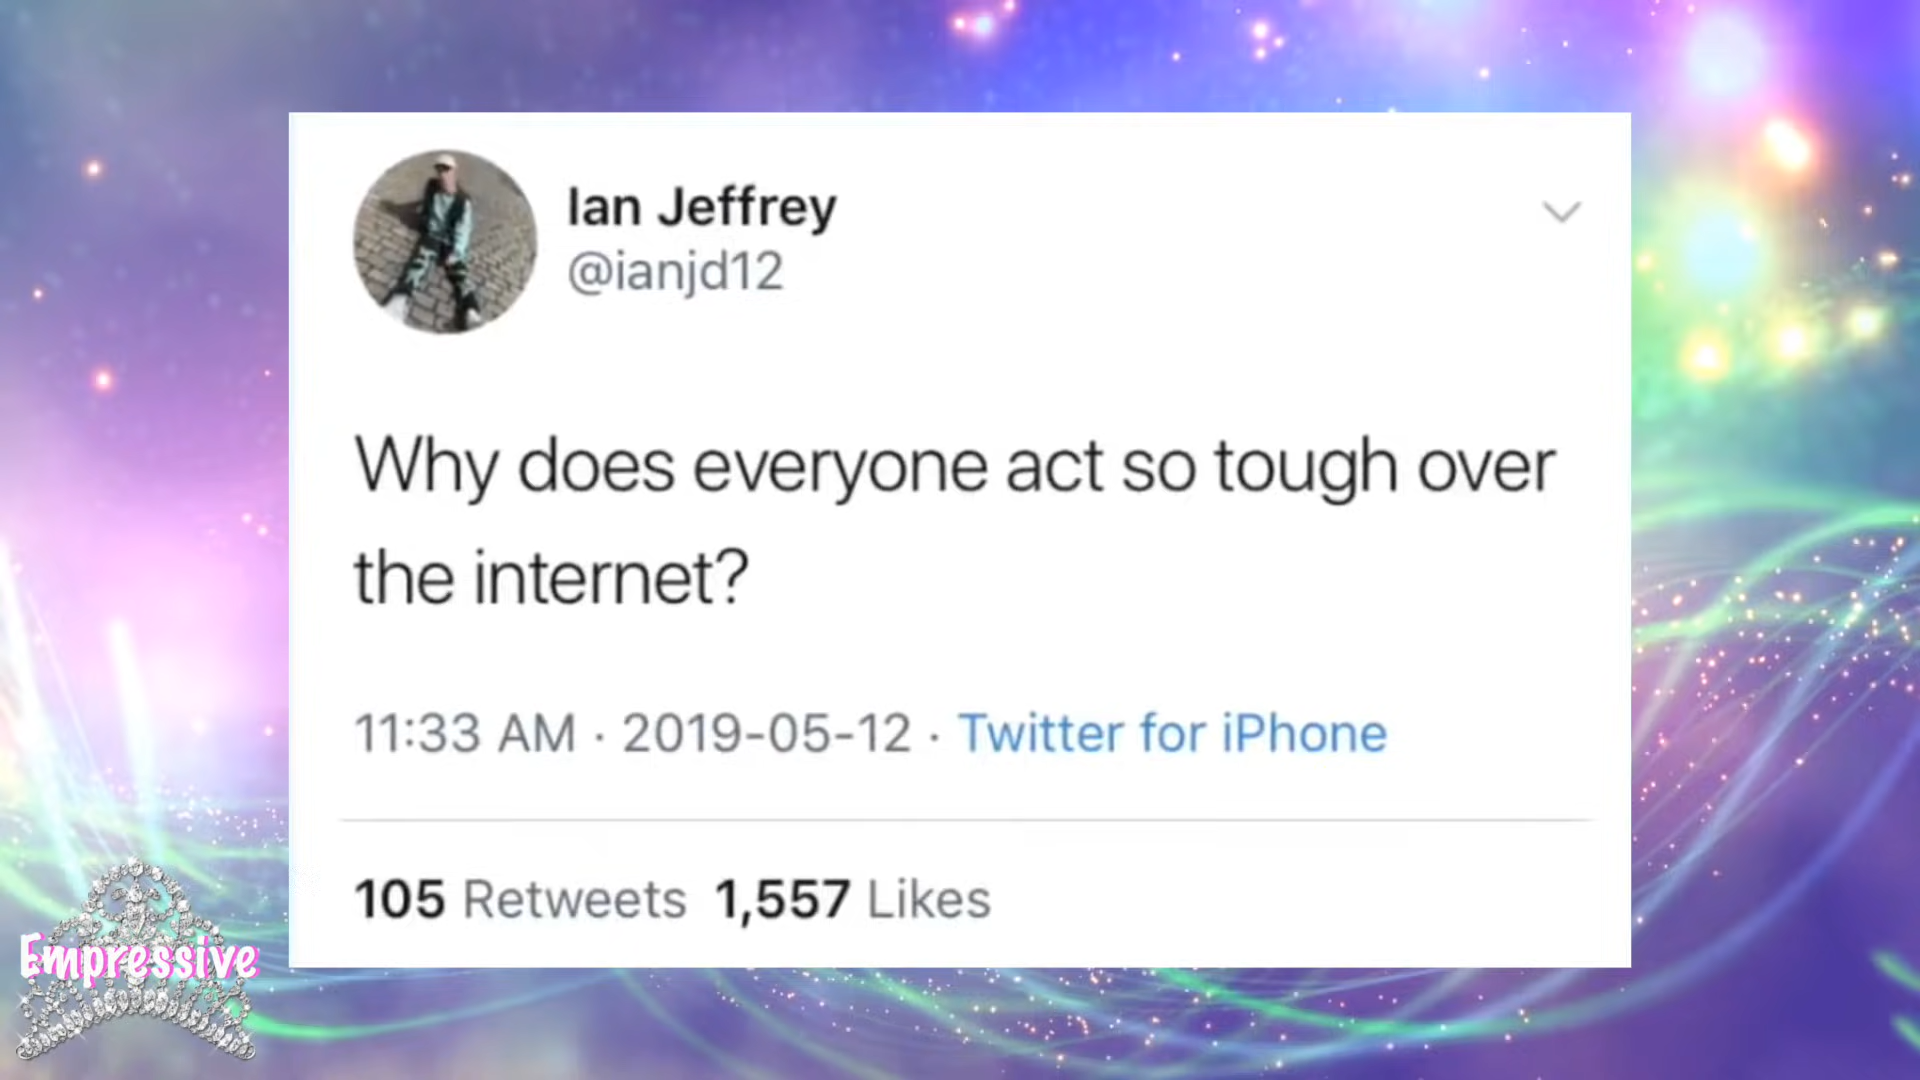 Ian Jeffrey
@ianjd12
Why does everyone act so tough over
the internet?
11:33 AM · 2019-05-12 · Twitter for iPhone
105 Retweets 1,557 Likes
Empressive